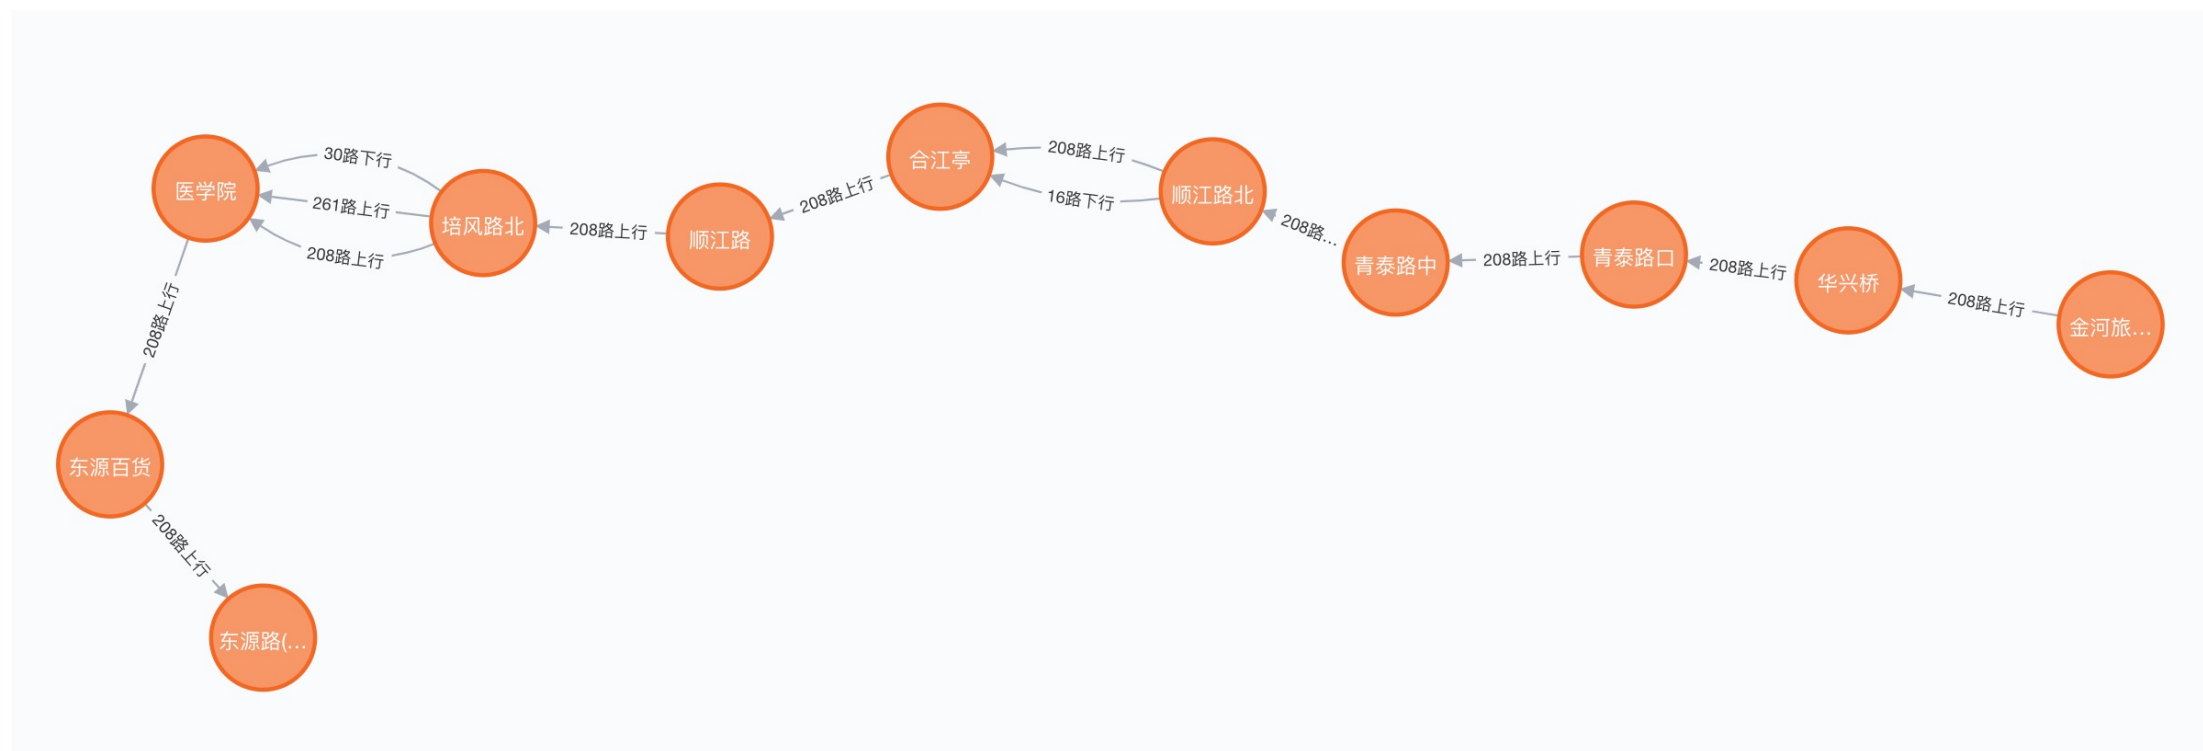 30路下行
医学院
261路上行
208路上行
培风路北
208路上行
顺江路
208路上行
合江亭
208路上行
16路下行
顺江路北
208路...
青泰路中
208路上行
青泰路口
208路上行
华兴桥
208路上行
金河旅...
208路上行
东源百货
208路上行
东源路(...